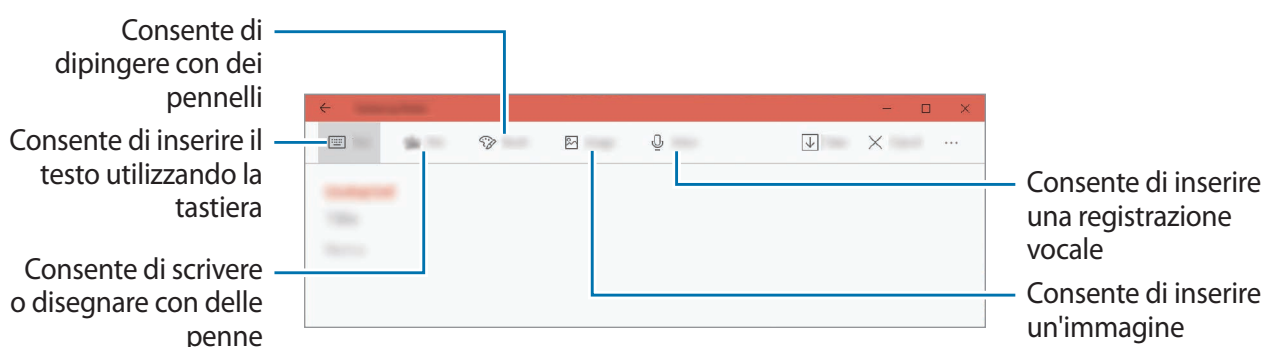 Consente di
dipingere con dei
pennelli
Consente di inserire il
testo utilizzando la
tastiera
Consente di scrivere
o disegnare con delle
penne
Consente di inserire
una registrazione
vocale
Consente di inserire
un'immagine